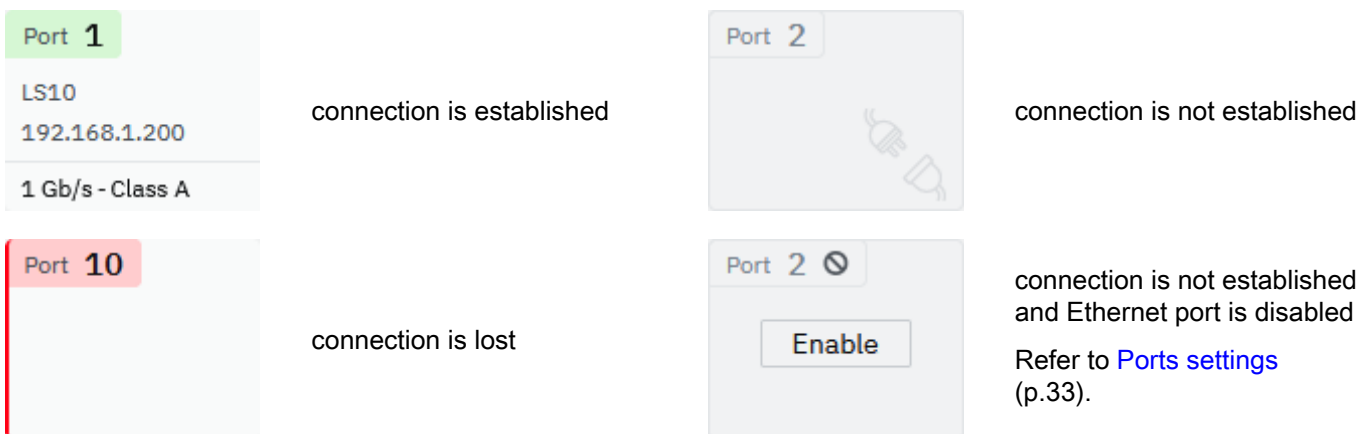 Port 1
LS10
192.168.1.200
1 Gb/s - Class A
connection is established
Port 2
connection is not established
Port 10
connection is lost
Port 2
Enable
connection is not established
and Ethernet port is disabled
Refer to Ports settings
(p.33).